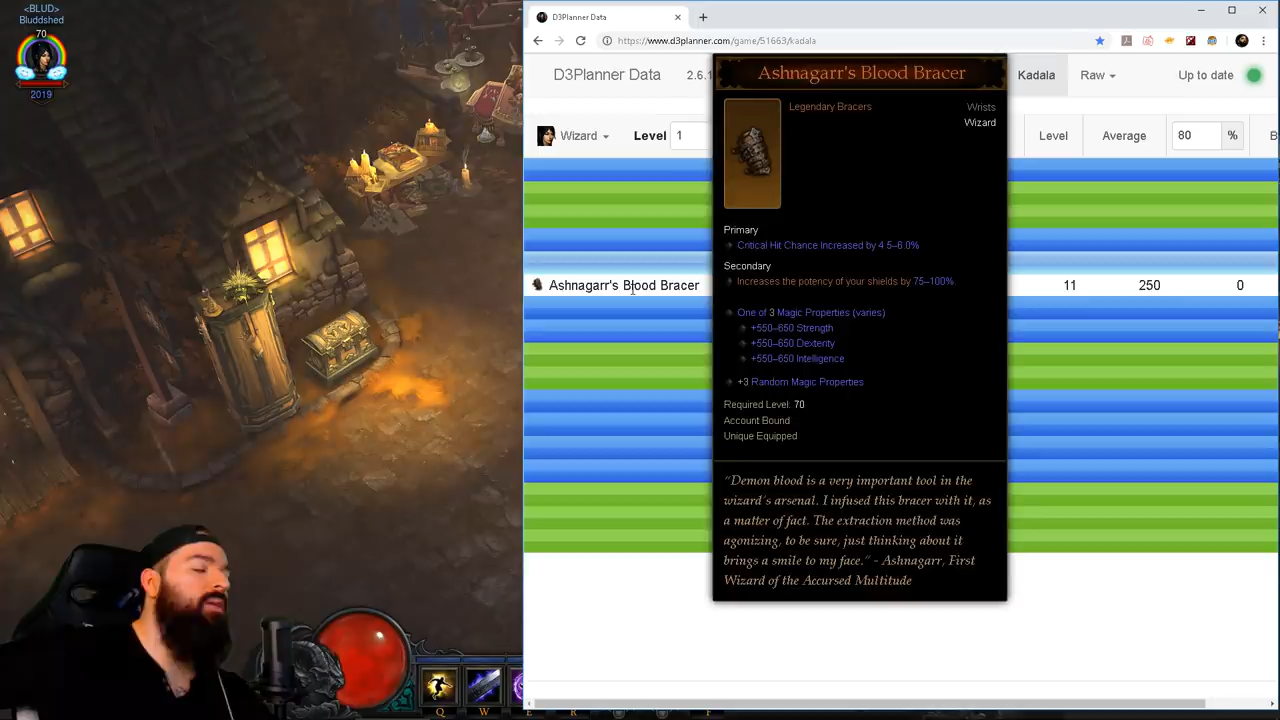 <BLUD>
Bludshed
70
2019
D3Planner Data
https://www.d3planner.com/game/51663/kadala
D3Planner Data
2.6.1
Kadala
Raw
Up to date
Wizard
Level
1
Level
Average
80
%
Ashnagarr's Blood Bracer
11
250
0
Ashnagarr's Blood Bracer
Legendary Bracers
Wrists
Wizard
Primary
Critical Hit Chance Increased by 4.5–6.0%
Secondary
Increases the potency of your shields by 75–100%.
One of 3 Magic Properties (varies)
+550–650 Strength
+550–650 Dexterity
+550–650 Intelligence
+3 Random Magic Properties
Required Level: 70
Account Bound
Unique Equipped
“Demon blood is a very important tool in the
wizard's arsenal. I infused this bracer with it, as
a matter of fact. The extraction method was
agonizing, to be sure, just thinking about it
brings a smile to my face.” - Ashnagarr, First
Wizard of the Accursed Multitude
Q
W
E
R
F